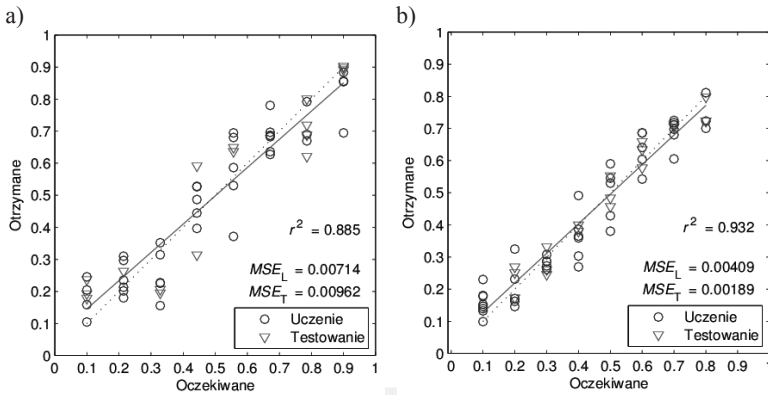 a)
1
0.9
0.8
0.7
0.6
0.5
0.4
0.3
0.2
0.1
0
Otrzymane
r² = 0.885
MSE_L = 0.00714
MSE_T = 0.00962
Uczenie
Testowanie
0 0.1 0.2 0.3 0.4 0.5 0.6 0.7 0.8 0.9 1
Oczekiwane
b)
1
0.9
0.8
0.7
0.6
0.5
0.4
0.3
0.2
0.1
0
Otrzymane
r² = 0.932
MSE_L = 0.00409
MSE_T = 0.00189
Uczenie
Testowanie
0 0.1 0.2 0.3 0.4 0.5 0.6 0.7 0.8 0.9 1
Oczekiwane